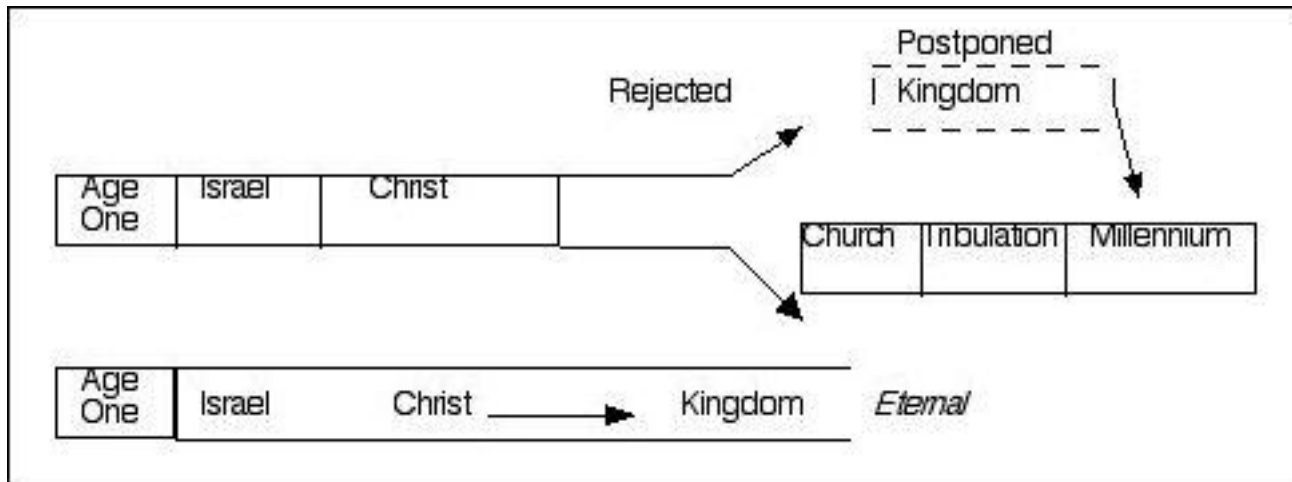 Postponed
Rejected Kingdom
Age Israel Christ
One
Church Tribulation Millennium
Age
One Israel Christ Kingdom Eternal